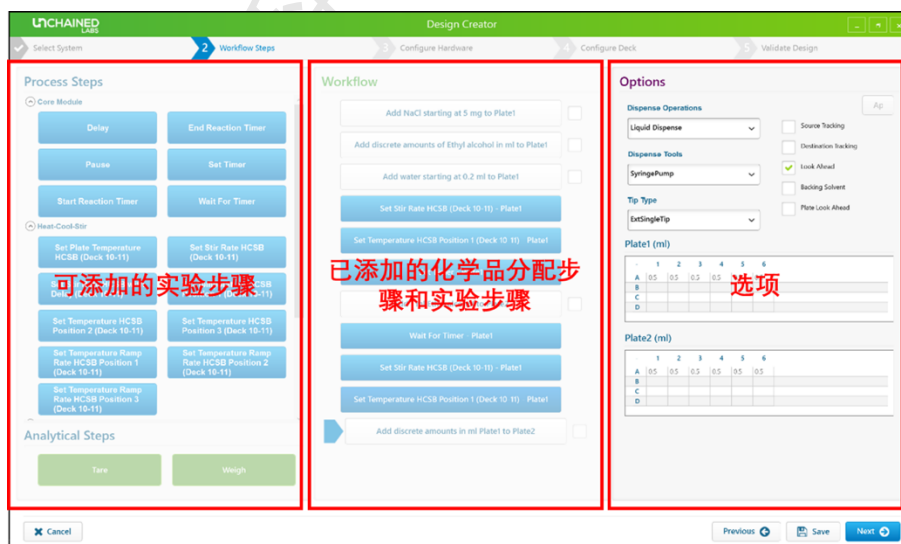 UNCHAINED
LABS
Design Creator
Select System
2 Workflow Steps
3 Configure Hardware
4 Configure Deck
5 Validate Design
Process Steps
Core Module
Delay
End Reaction Timer
Pause
Set Timer
Start Reaction Timer
Wait For Timer
Heat-Cool-Stir
Set Plate Temperature
HCSB (Deck 10-11)
Set Stir Rate HCSB
(Deck 10-11)
可添加的实验步骤
Set Temperature HCSB
Position 2 (Deck 10-11)
Set Temperature HCSB
Position 3 (Deck 10-11)
Set Temperature Ramp
Rate HCSB Position 1
(Deck 10-11)
Set Temperature Ramp
Rate HCSB Position 2
(Deck 10-11)
Set Temperature Ramp
Rate HCSB Position 3
(Deck 10-11)
Analytical Steps
Tare
Weigh
Workflow
Add NaCl starting at 5 mg to Plate1
Add discrete amounts of Ethyl alcohol in ml to Plate1
Add water starting at 0.2 ml to Plate1
Set Stir Rate HCSB (Deck 10-11) - Plate1
Set Temperature HCSB Position 1 (Deck 10-11) Plate1
已添加的化学品分配步
骤和实验步骤
Wait For Timer - Plate1
Set Stir Rate HCSB (Deck 10-11) - Plate1
Set Temperature HCSB Position 1 (Deck 10-11) Plate1
Add discrete amounts in ml Plate1 to Plate2
Options
Ap
Dispense Operations
Liquid Dispense
Dispense Tools
SyringePump
Tip Type
ExtSingleTip
Source Tracking
Destination Tracking
Look Ahead
Backing Solvent
Plate Look Ahead
Plate1 (ml)
1 2 3 4 5 6
A 0.5 0.5 0.5 0.5 0.5 0.5
B
C
D
选项
Plate2 (ml)
1 2 3 4 5 6
A 0.5 0.5 0.5 0.5 0.5 0.5
B
C
D
Cancel
Previous
Save
Next